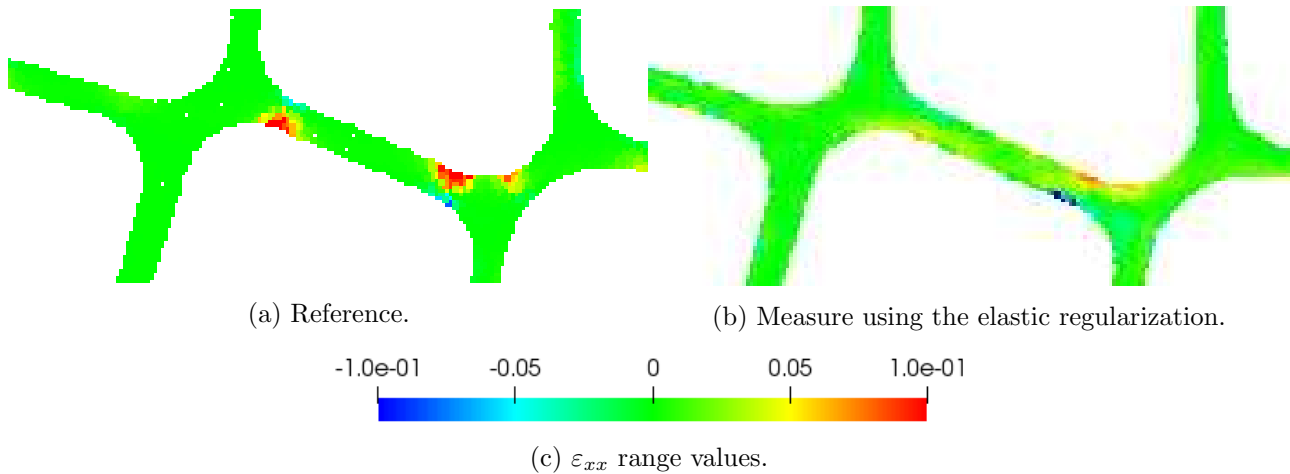 (a) Reference.
(b) Measure using the elastic regularization.
-1.0e-01 -0.05 0 0.05 1.0e-01
(c) εxx range values.